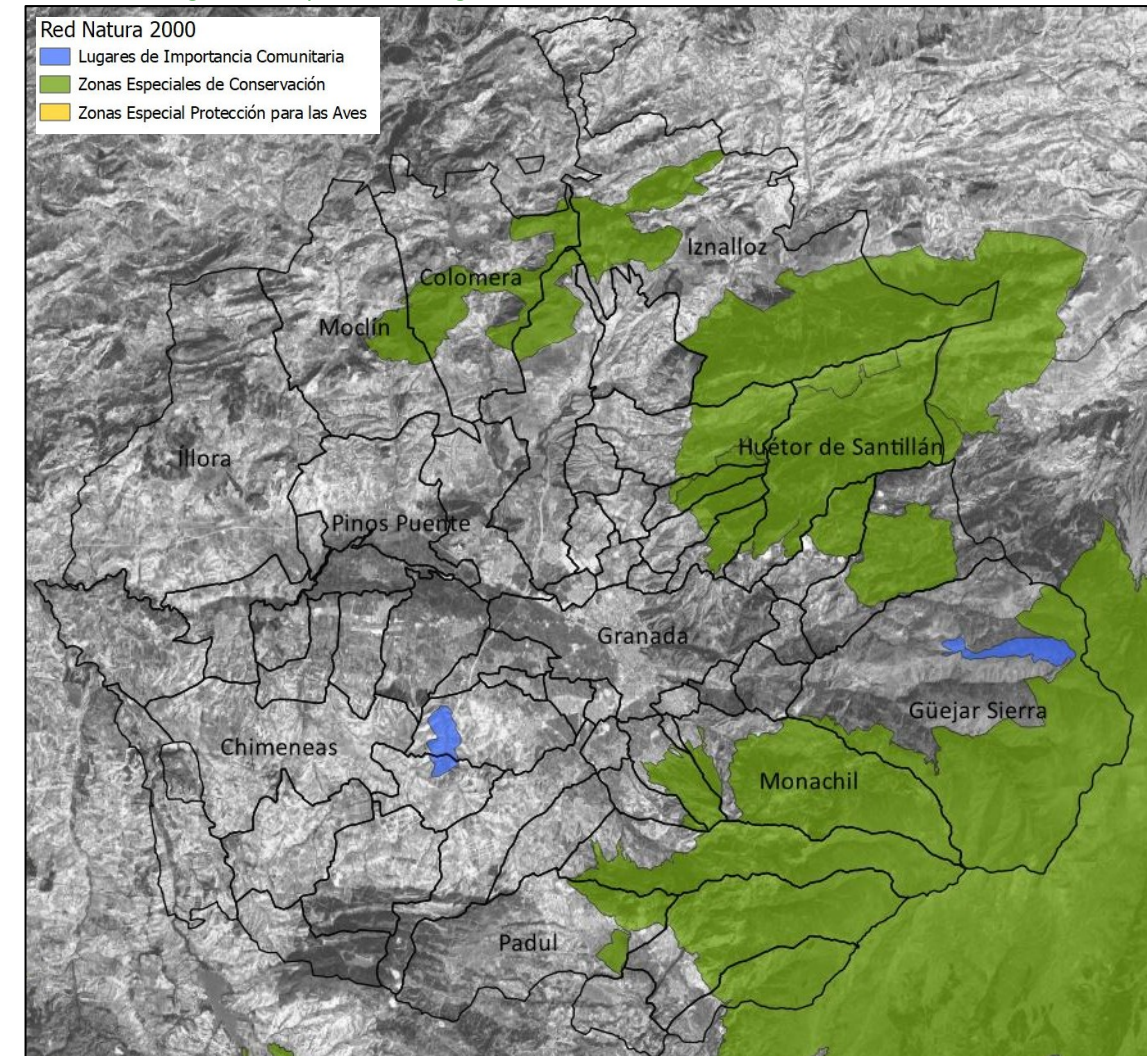 Red Natura 2000
Lugares de Importancia Comunitaria
Zonas Especiales de Conservación
Zonas Especial Protección para las Aves
Iznalloz
Colomera
Moclín
Huétor de Santillán
Íllora
Pinos Puente
Granada
Güejar Sierra
Chimeneas
Monachil
Padul